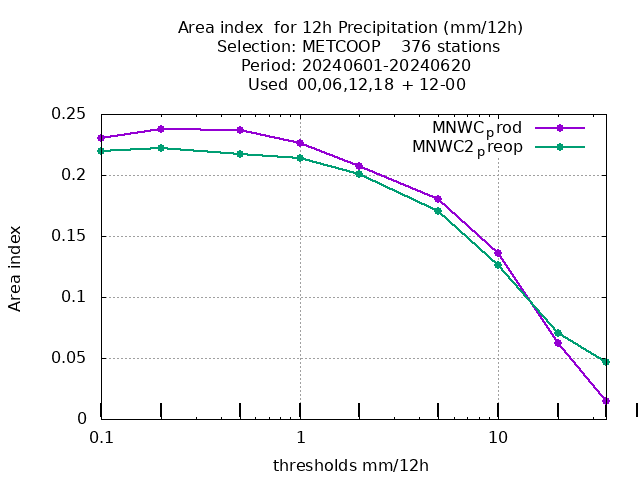 Area index  for 12h Precipitation (mm/12h)
Selection: METCOOP    376 stations
Period: 20240601-20240620
Used  00,06,12,18 + 12-00
MNWCprod
MNWC2preop
0.25
0.2
0.15
0.1
0.05
0
Area index
0.1 1 10
thresholds mm/12h